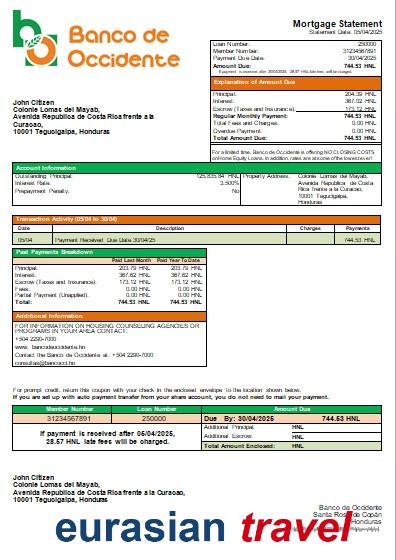 Banco de
Occidente
Mortgage Statement
Statement Date: 05/04/2025
Loan Number: 250000
Member Number: 31234567891
Payment Due Date: 30/04/2025
Amount Due: 744.53 HNL
If payment is received after 30/04/2025, 28.57 HNL late fees will be charged.
Explanation of Amount Due
Principal: 204.39 HNL
Interest: 367.02 HNL
Escrow (Taxes and Insurance): 173.12 HNL
Regular Monthly Payment: 744.53 HNL
Total Fees and Charges: 0.00 HNL
Overdue Payment: 0.00 HNL
Total Amount Due: 744.53 HNL
For a limited time, Banco de Occidente is offering NO CLOSING COSTS
on Home Equity Loans. In addition, rates are at some of the lowest ever!
John Citizen
Colonie Lomas del Mayab,
Avenida Republica de Costa Rica frente a la
Curacao,
10001 Tegucigalpa, Honduras
Account Information
Outstanding Principal: 125,835.84 HNL
Interest Rate: 3.500%
Prepayment Penalty: No
Property Address: Colonie Lomas del Mayab,
Avenida Republica de Costa
Rica frente a la Curacao,
10001 Tegucigalpa,
Honduras
Transaction Activity (05/04 to 30/04)
Date Description Charges Payments
05/04 Payment Received Due Date 30/04/25 744.53 HNL
Past Payments Breakdown
Paid Last Month Paid Year To Date
Principal: 203.79 HNL 203.79 HNL
Interest: 367.62 HNL 367.62 HNL
Escrow (Taxes and Insurance): 173.12 HNL 173.12 HNL
Fees: 0.00 HNL 0.00 HNL
Partial Payment (Unapplied): 0.00 HNL 0.00 HNL
Total: 744.53 HNL 744.53 HNL
Additional Information
FOR INFORMATION ON HOUSING COUNSELING AGENCIES OR
PROGRAMS IN YOUR AREA CONTACT:
+504 2290-7000
www. bancodeoccidente.hn
Contact the Banco de Occidente at. +504 2290-7000
consultas@bancocci.hn
For prompt credit, return this coupon with your check in the enclosed envelope to the location shown below.
If you are set up with auto payment transfer from your share account, you do not need to mail your payment.
Member Number Loan Number Amount Due
31234567891 250000 Due By: 30/04/2025 744.53 HNL
If payment is received after 05/04/2025,
28.57 HNL late fees will be charged.
Additional Principal: HNL
Additional Escrow: HNL
Total Amount Enclosed: HNL
John Citizen
Colonie Lomas del Mayab,
Avenida Republica de Costa Rica frente a la Curacao,
10001 Tegucigalpa, Honduras
Banco de Occidente
Santa Rosa de Copán
Honduras
eurasian travel